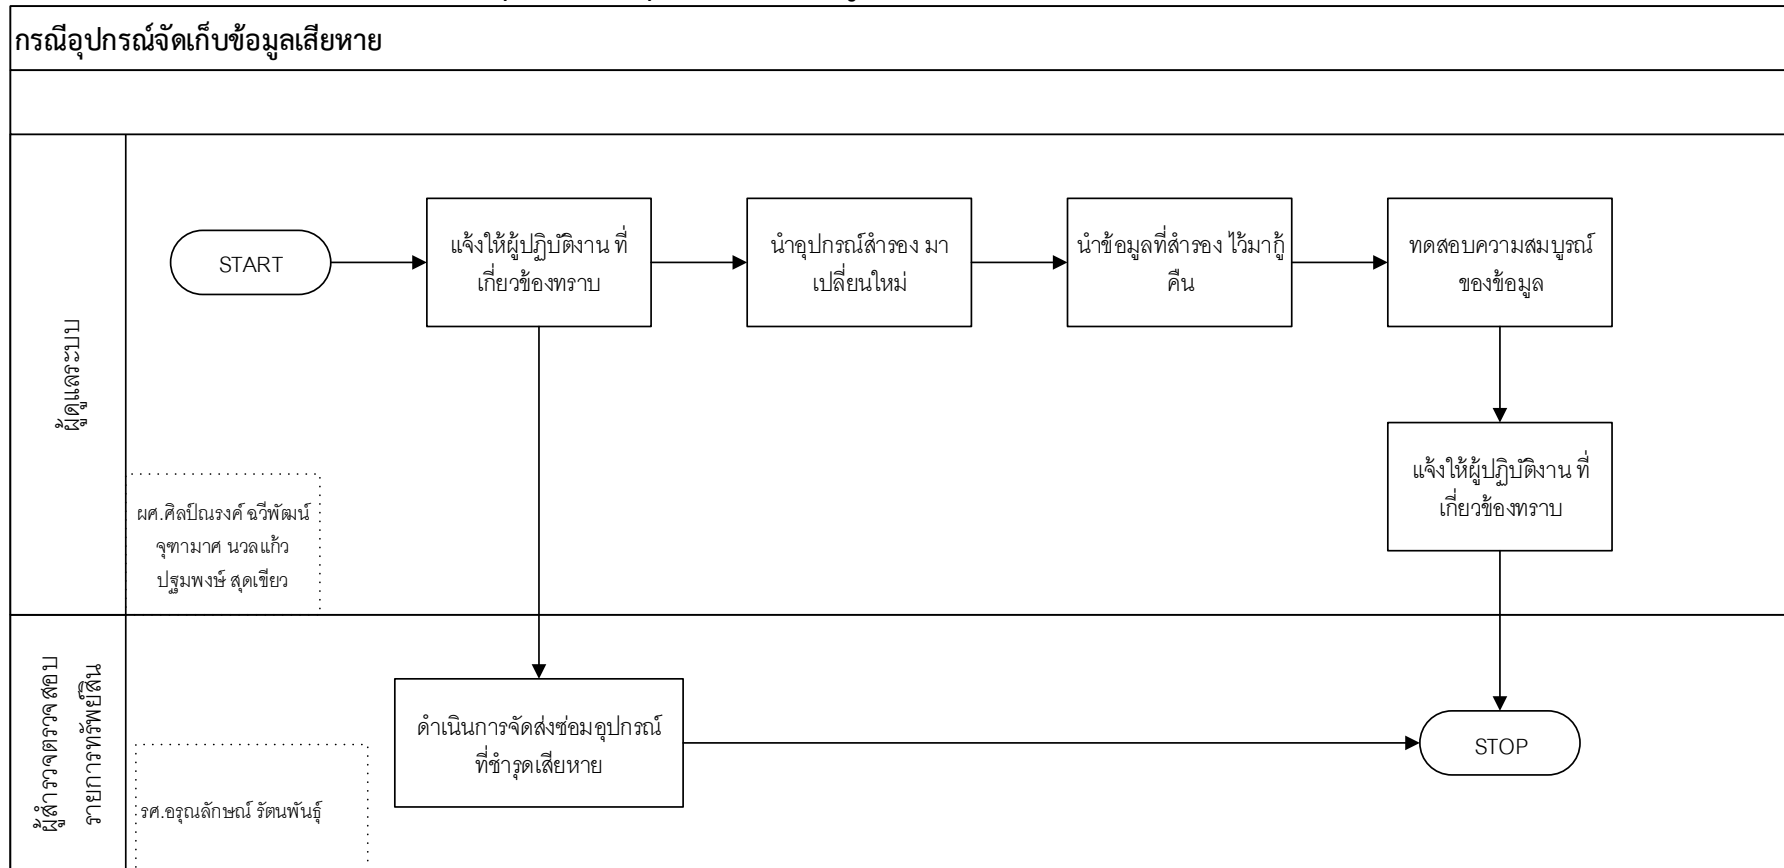 กรณีอุปกรณ์จัดเก็บข้อมูลเสียหาย
ผู้ดูแลระบบ
START
แจ้งให้ผู้ปฏิบัติงาน ที่
เกี่ยวข้องทราบ
นำอุปกรณ์สำรอง มา
เปลี่ยนใหม่
นำข้อมูลที่สำรอง ไว้มากู้
คืน
ทดสอบความสมบูรณ์
ของข้อมูล
แจ้งให้ผู้ปฏิบัติงาน ที่
เกี่ยวข้องทราบ
ผศ.ศิลป์ณรงค์ ฉวีพัฒน์
จุฑามาศ นวลแก้ว
ปฐมพงษ์ สุดเขียว
ผู้สำรวจตรวจสอบ
รายการทรัพย์สิน
ดำเนินการจัดส่งซ่อมอุปกรณ์
ที่ชำรุดเสียหาย
STOP
รศ.อรุณลักษณ์ รัตนพันธุ์